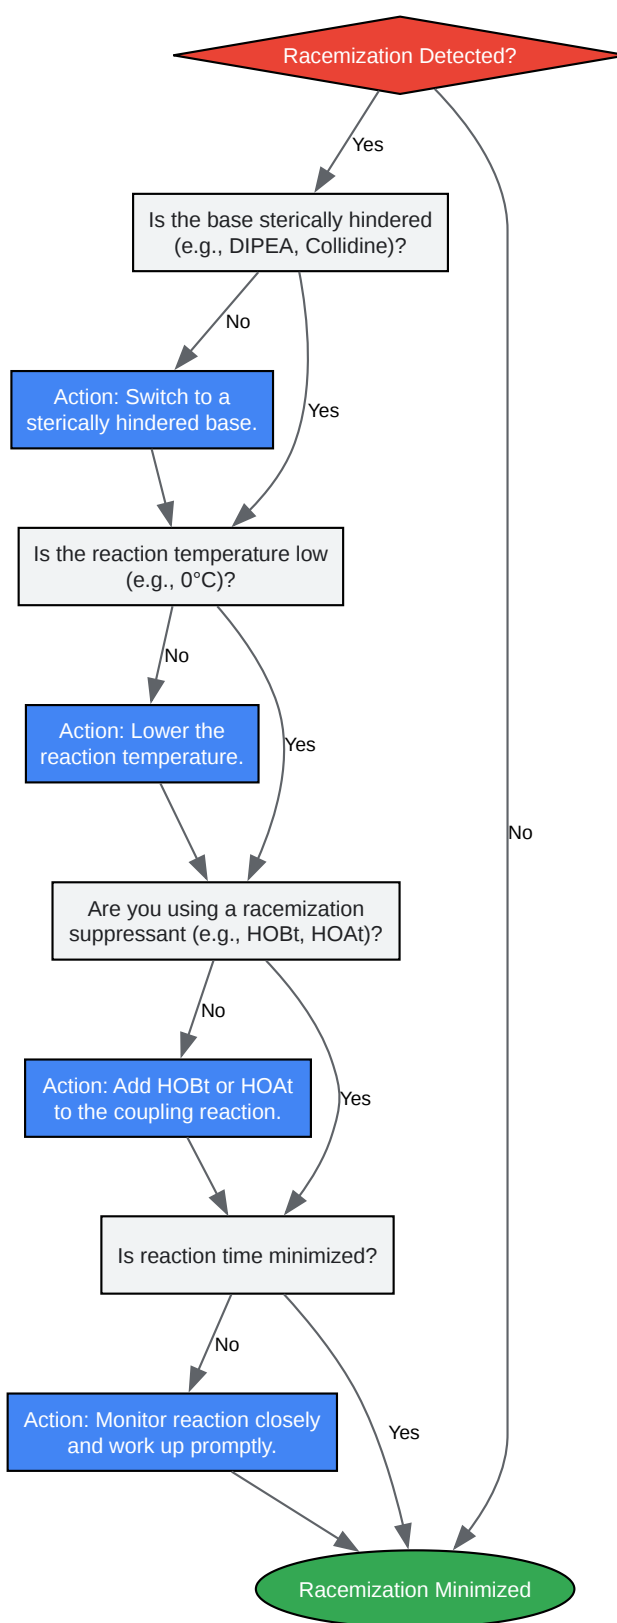 Racemization Detected?
Yes
Is the base sterically hindered
(e.g., DIPEA, Collidine)?
No
Action: Switch to a
sterically hindered base.
Yes
Is the reaction temperature low
(e.g., 0°C)?
No
Action: Lower the
reaction temperature.
Yes
No
Are you using a racemization
suppressant (e.g., HOBt, HOAt)?
No
Action: Add HOBt or HOAt
to the coupling reaction.
Yes
Is reaction time minimized?
No
Action: Monitor reaction closely
and work up promptly.
Yes
Racemization Minimized